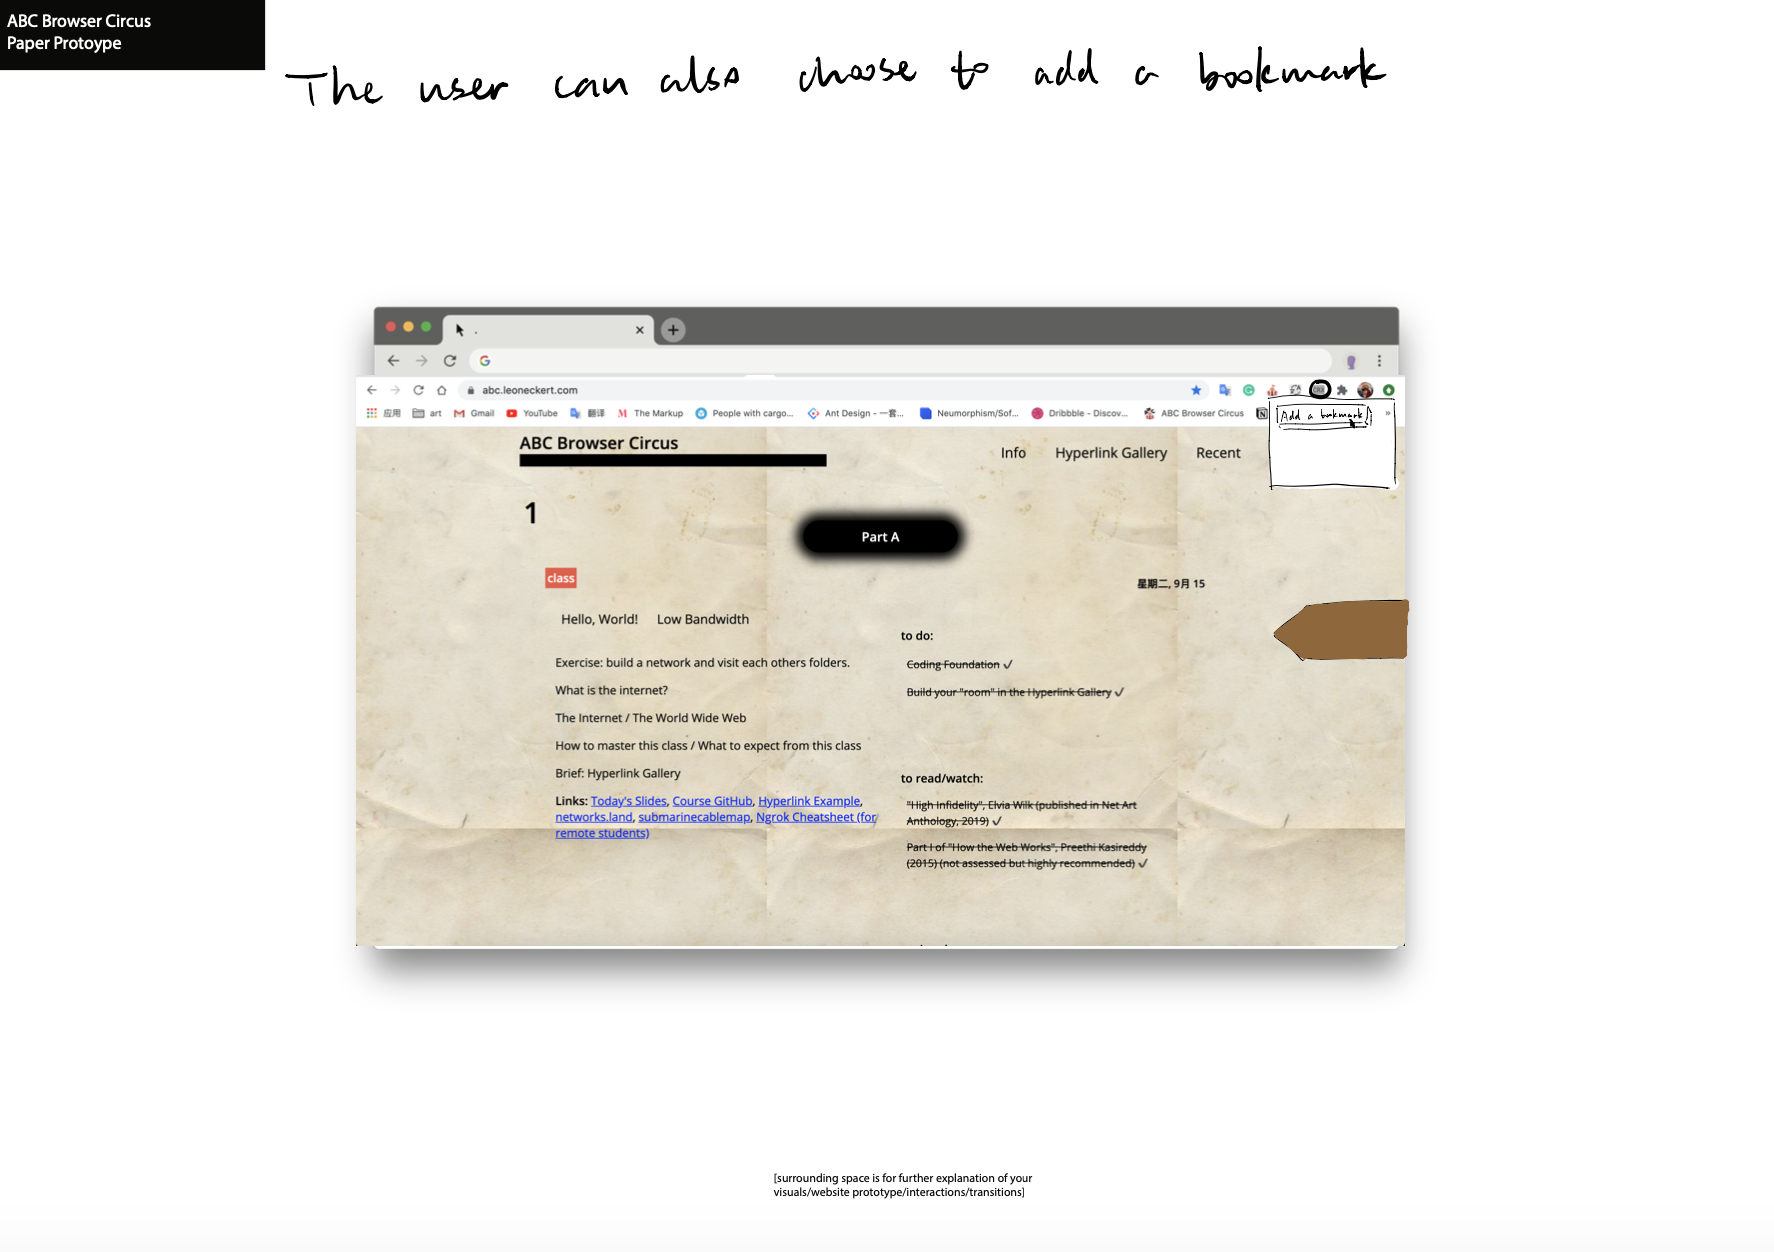 ABC Browser Circus
Paper Protoype
The user can also choose to add a bookmark
abc.leoneckert.com
应用 art Gmail YouTube 翻译 The Markup People with cargo... Ant Design - 一套... Neumorphism/Sof... Dribbble - Discov... ABC Browser Circus »
Add a bookmark
ABC Browser Circus
Info Hyperlink Gallery Recent
1
Part A
class
星期二, 9月 15
Hello, World! Low Bandwidth
Exercise: build a network and visit each others folders.
What is the internet?
The Internet / The World Wide Web
How to master this class / What to expect from this class
Brief: Hyperlink Gallery
Links: Today's Slides, Course GitHub, Hyperlink Example,
networks.land, submarinecablemap, Ngrok Cheatsheet (for
remote students)
to do:
Coding Foundation ✓
Build your "room" in the Hyperlink Gallery ✓
to read/watch:
"High Infidelity", Elvia Wilk (published in Net Art
Anthology, 2019) ✓
Part I of "How the Web Works", Preethi Kasireddy
(2015) (not assessed but highly recommended) ✓
[surrounding space is for further explanation of your
visuals/website prototype/interactions/transitions]